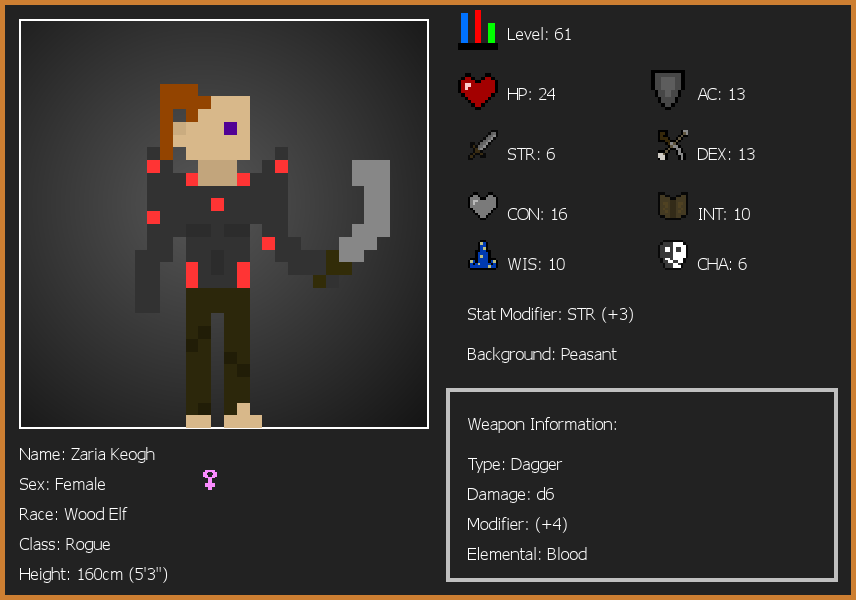 Level: 61
HP: 24
AC: 13
STR: 6
DEX: 13
CON: 16
INT: 10
WIS: 10
CHA: 6
Stat Modifier: STR (+3)
Background: Peasant
Weapon Information:
Type: Dagger
Damage: d6
Modifier: (+4)
Elemental: Blood
Name: Zaria Keogh
Sex: Female
Race: Wood Elf
Class: Rogue
Height: 160cm (5'3")